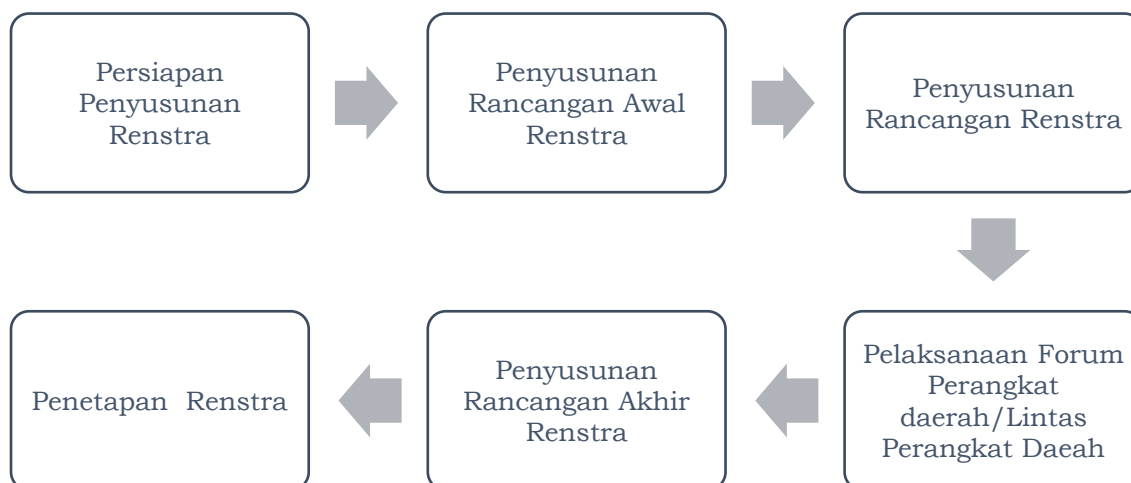 Persiapan
Penyusunan
Renstra
Penyusunan
Rancangan Awal
Renstra
Penyusunan
Rancangan Renstra
Pelaksanaan Forum
Perangkat
daerah/Lintas
Perangkat Daeah
Penyusunan
Rancangan Akhir
Renstra
Penetapan Renstra